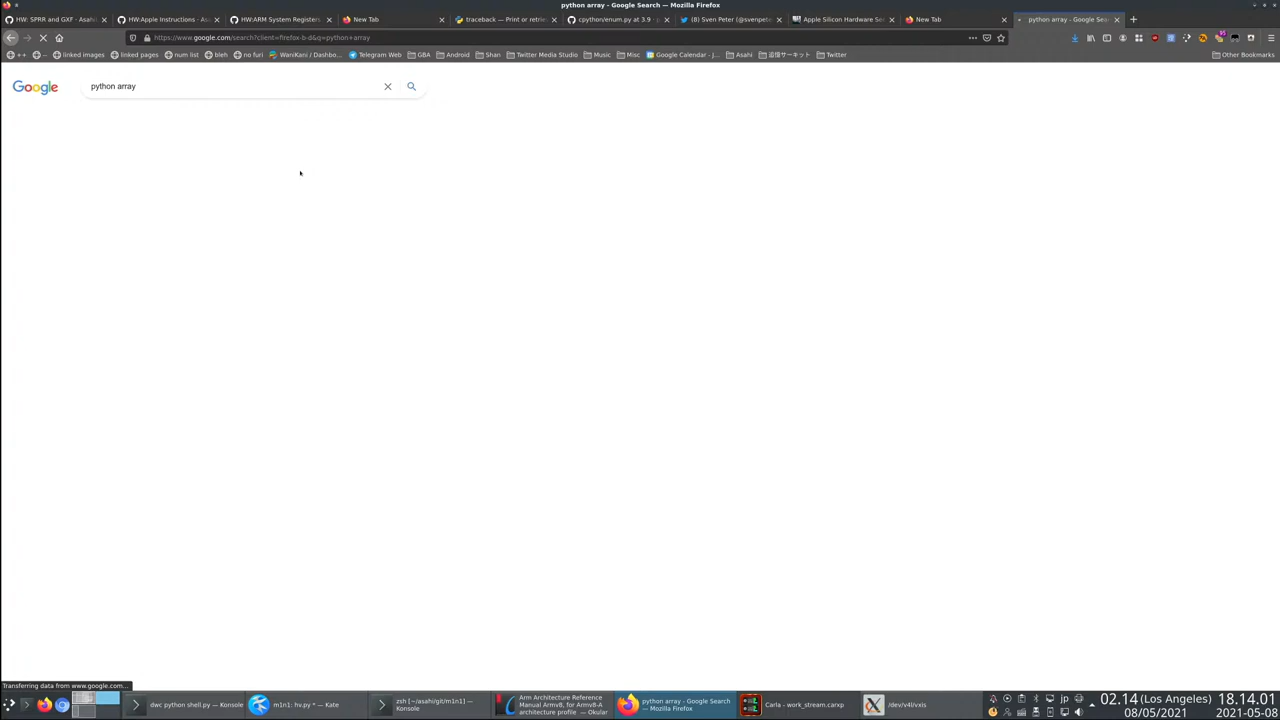 python array - Google Search — Mozilla Firefox
HW: SPRR and GXF · Asah
HW:Apple Instructions · Asa
HW:ARM System Registers
New Tab
traceback — Print or retrie
cpython/enum.py at 3.9 · p
(8) Sven Peter (@svenpete
Apple Silicon Hardware Sec
New Tab
python array - Google Sear
https://www.google.com/search?client=firefox-b-d&q=python+array
++
--
linked images
linked pages
num list
bleh
no furi
WaniKani / Dashbo...
Telegram Web
GBA
Android
Shan
Twitter Media Studio
Music
Misc
Google Calendar - J...
Asahi
Twitter
Other Bookmarks
Google
python array
Transferring data from www.google.com...
dwc python shell.py — Konsole
m1n1: hv.py * — Kate
zsh [~/asahi/git/m1n1] —
Konsole
Arm Architecture Reference
Manual Armv8, for Armv8-A
architecture profile — Okular
python array - Google Search
— Mozilla Firefox
Carla - work_stream.carxp
/dev/v4l/vxis
jp
02.14 (Los Angeles)
08/05/2021
18.14.01
2021-05-08